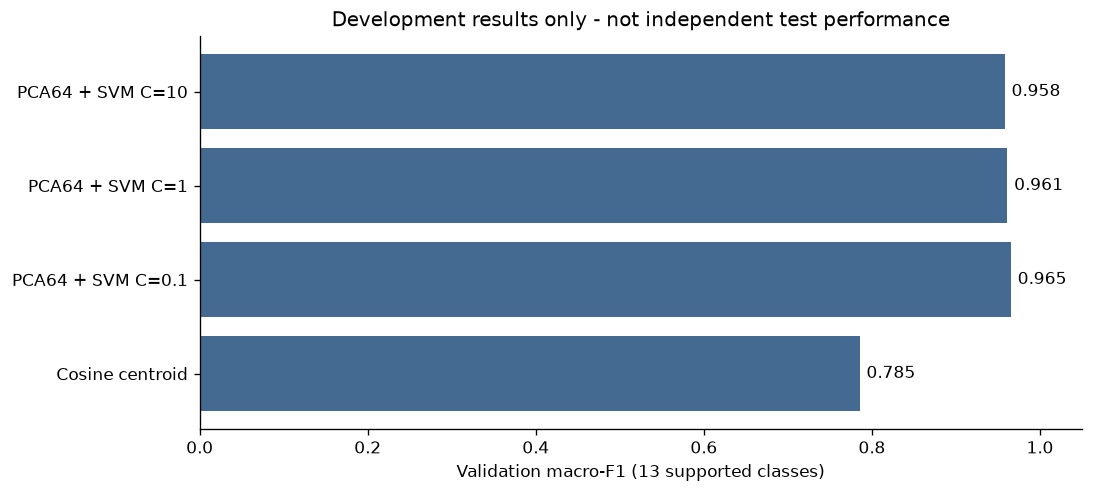 Development results only - not independent test performance
PCA64 + SVM C=10
0.958
PCA64 + SVM C=1
0.961
PCA64 + SVM C=0.1
0.965
Cosine centroid
0.785
0.0 0.2 0.4 0.6 0.8 1.0
Validation macro-F1 (13 supported classes)